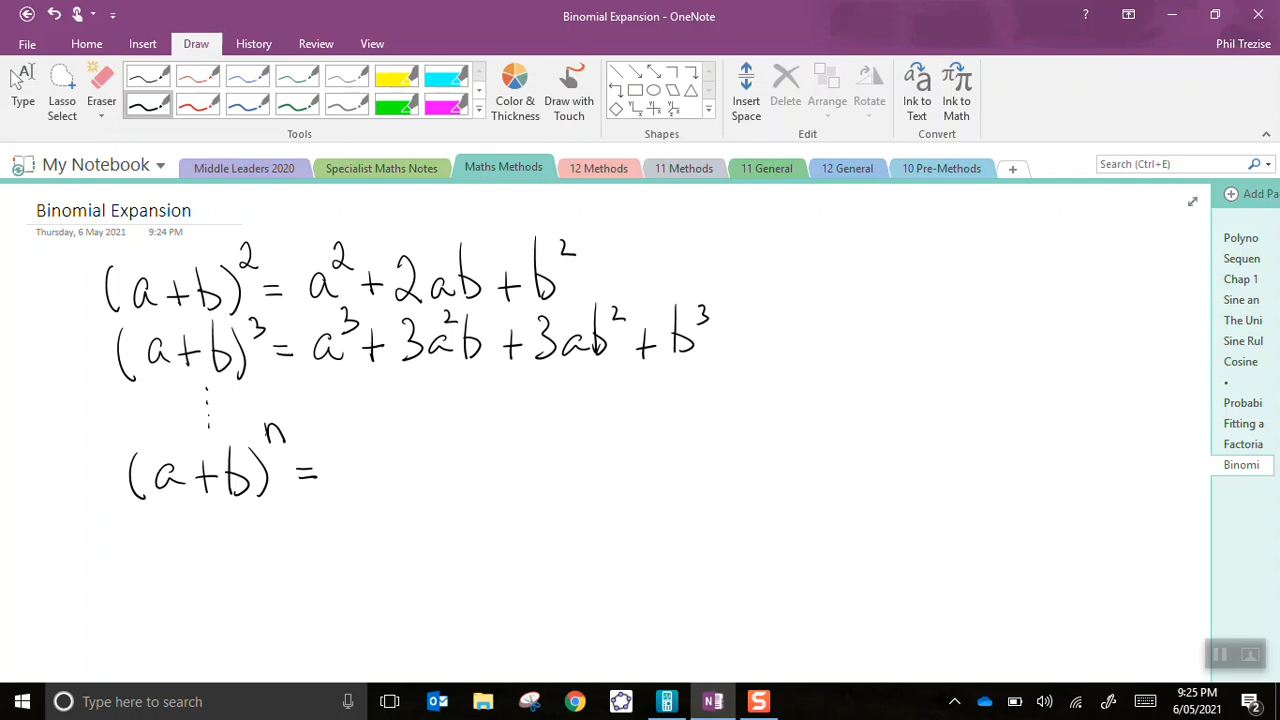 Binomial Expansion - OneNote
?
Phil Trezise
File Home Insert Draw History Review View
Type Lasso Select Eraser Color & Thickness Draw with Touch Insert Space Delete Arrange Rotate Ink to Text Ink to Math
Tools Shapes Edit Convert
My Notebook Middle Leaders 2020 Specialist Maths Notes Maths Methods 12 Methods 11 Methods 11 General 12 General 10 Pre-Methods Search (Ctrl+E)
Add Pa
Binomial Expansion
Thursday, 6 May 2021 9:24 PM
(a+b)² = a² + 2ab + b²
(a+b)³ = a³ + 3a²b + 3ab² + b³
(a+b)ⁿ =
Polyno
Sequen
Chap 1
Sine an
The Uni
Sine Rul
Cosine
•
Probabi
Fitting a
Factoria
Binomi
Type here to search
9:25 PM
6/05/2021
2